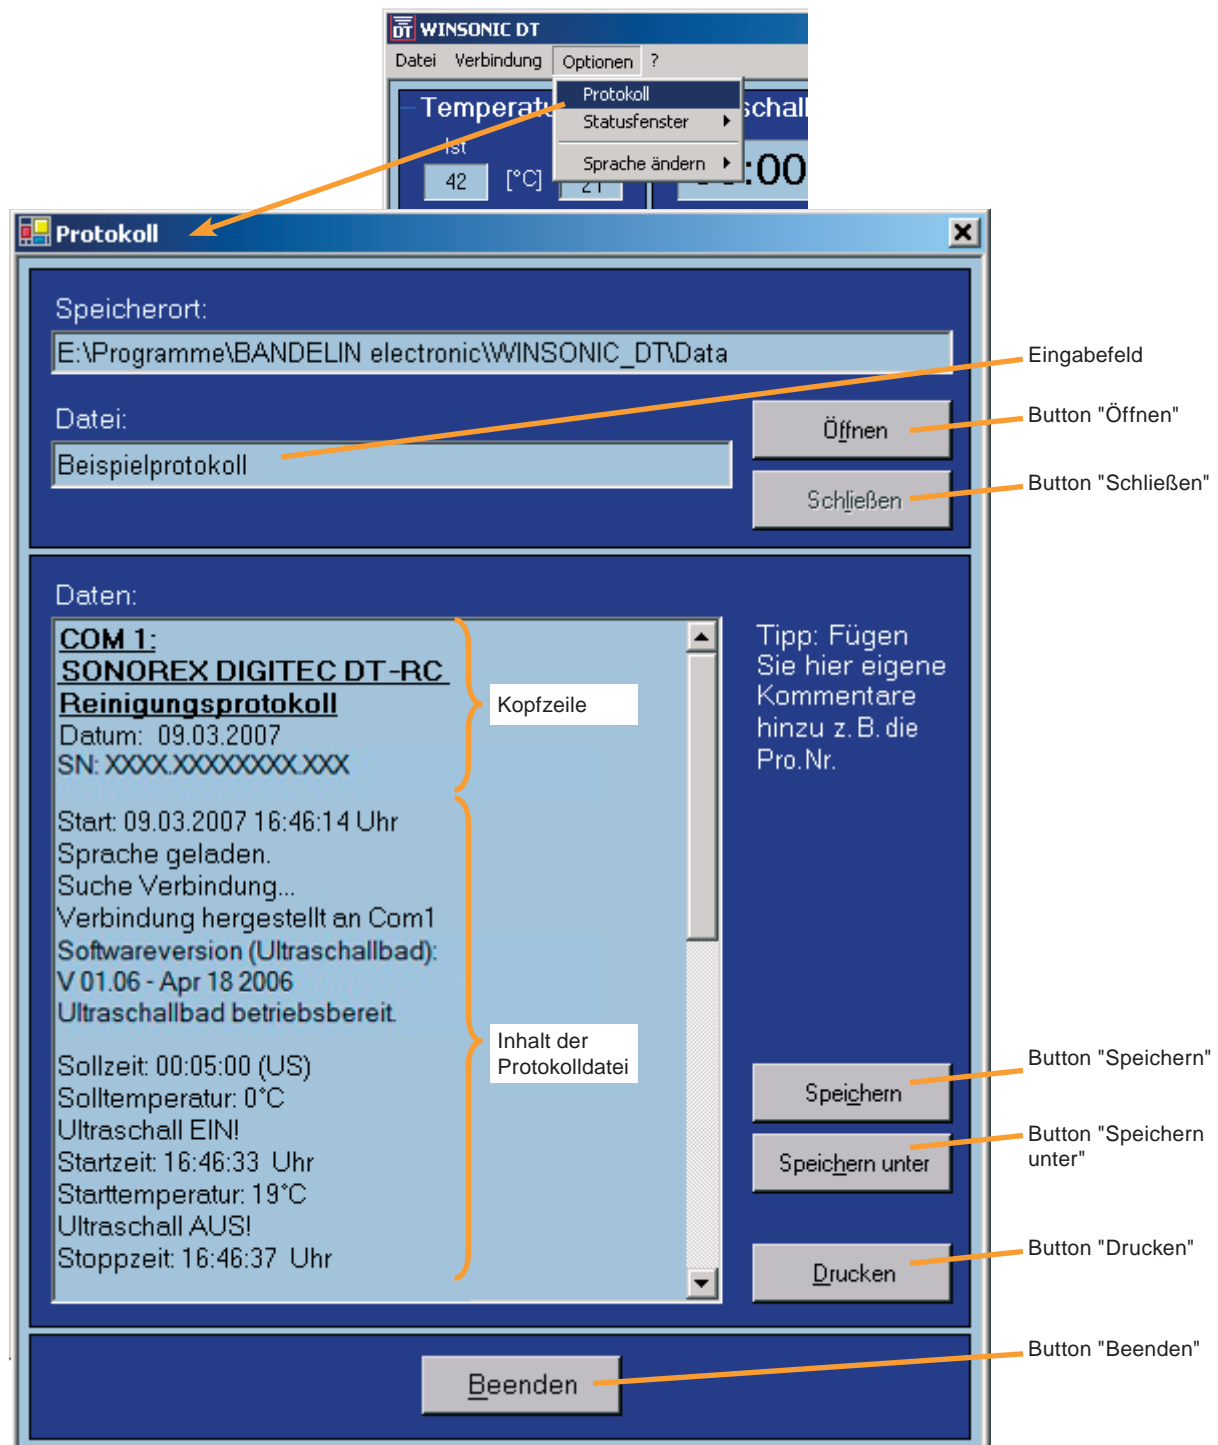 DT WINSONIC DT
Datei Verbindung Optionen ?
Protokoll
Statusfenster
Sprache ändern
Ist
42 [°C] 21
:00
Protokoll
Speicherort:
E:\Programme\BANDELIN electronic\WINSONIC_DT\Data
Eingabefeld
Datei:
Öffnen
Button "Öffnen"
Beispielprotokoll
Schließen
Button "Schließen"
Daten:
COM 1:
SONOREX DIGITEC DT-RC
Reinigungsprotokoll
Datum: 09.03.2007
SN: XXXX.XXXXXXXX.XXX
Kopfzeile
Tipp: Fügen
Sie hier eigene
Kommentare
hinzu z. B. die
Pro.Nr.
Start: 09.03.2007 16:46:14 Uhr
Sprache geladen.
Suche Verbindung...
Verbindung hergestellt an Com1
Softwareversion (Ultraschallbad):
V 01.06 - Apr 18 2006
Ultraschallbad betriebsbereit.
Sollzeit: 00:05:00 (US)
Solltemperatur: 0°C
Ultraschall EIN!
Startzeit: 16:46:33 Uhr
Starttemperatur: 19°C
Ultraschall AUS!
Stoppzeit: 16:46:37 Uhr
Inhalt der
Protokolldatei
Speichern
Button "Speichern"
Speichern unter
Button "Speichern
unter"
Drucken
Button "Drucken"
Beenden
Button "Beenden"